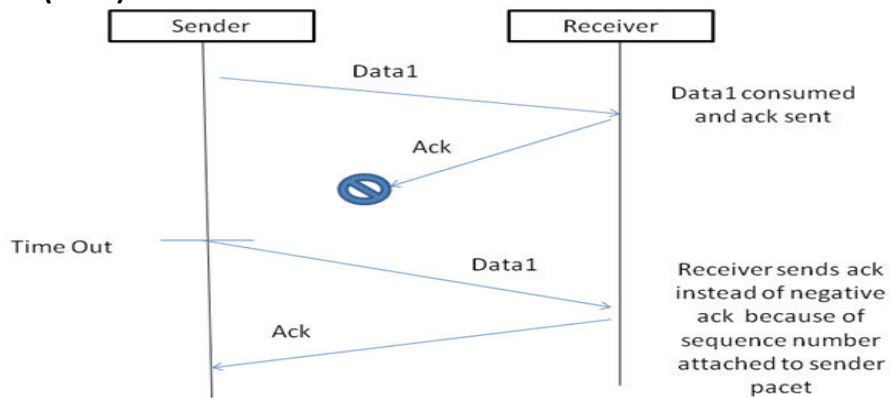 Sender
Receiver
Data1
Data1 consumed
and ack sent
Ack
Time Out
Data1
Receiver sends ack
instead of negative
ack because of
sequence number
attached to sender
pacet
Ack